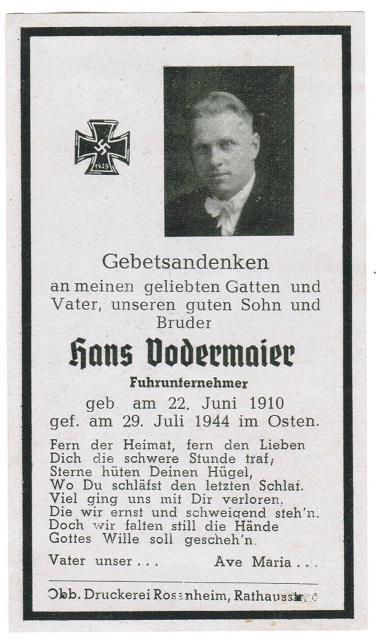 1939
Gebetsandenken
an meinen geliebten Gatten und
Vater, unseren guten Sohn und
Bruder
Hans Vodermaier
Fuhrunternehmer
geb am 22. Juni 1910
gef. am 29. Juli 1944 im Osten.
Fern der Heimat, fern den Lieben
Dich die schwere Stunde traf;
Sterne hüten Deinen Hügel,
Wo Du schläfst den letzten Schlaf.
Viel ging uns mit Dir verloren,
Die wir ernst und schweigend steh'n.
Doch wir falten still die Hände
Gottes Wille soll gescheh'n.
Vater unser . . . Ave Maria . . .
Obb. Druckerei Rosenheim, Rathausstr.